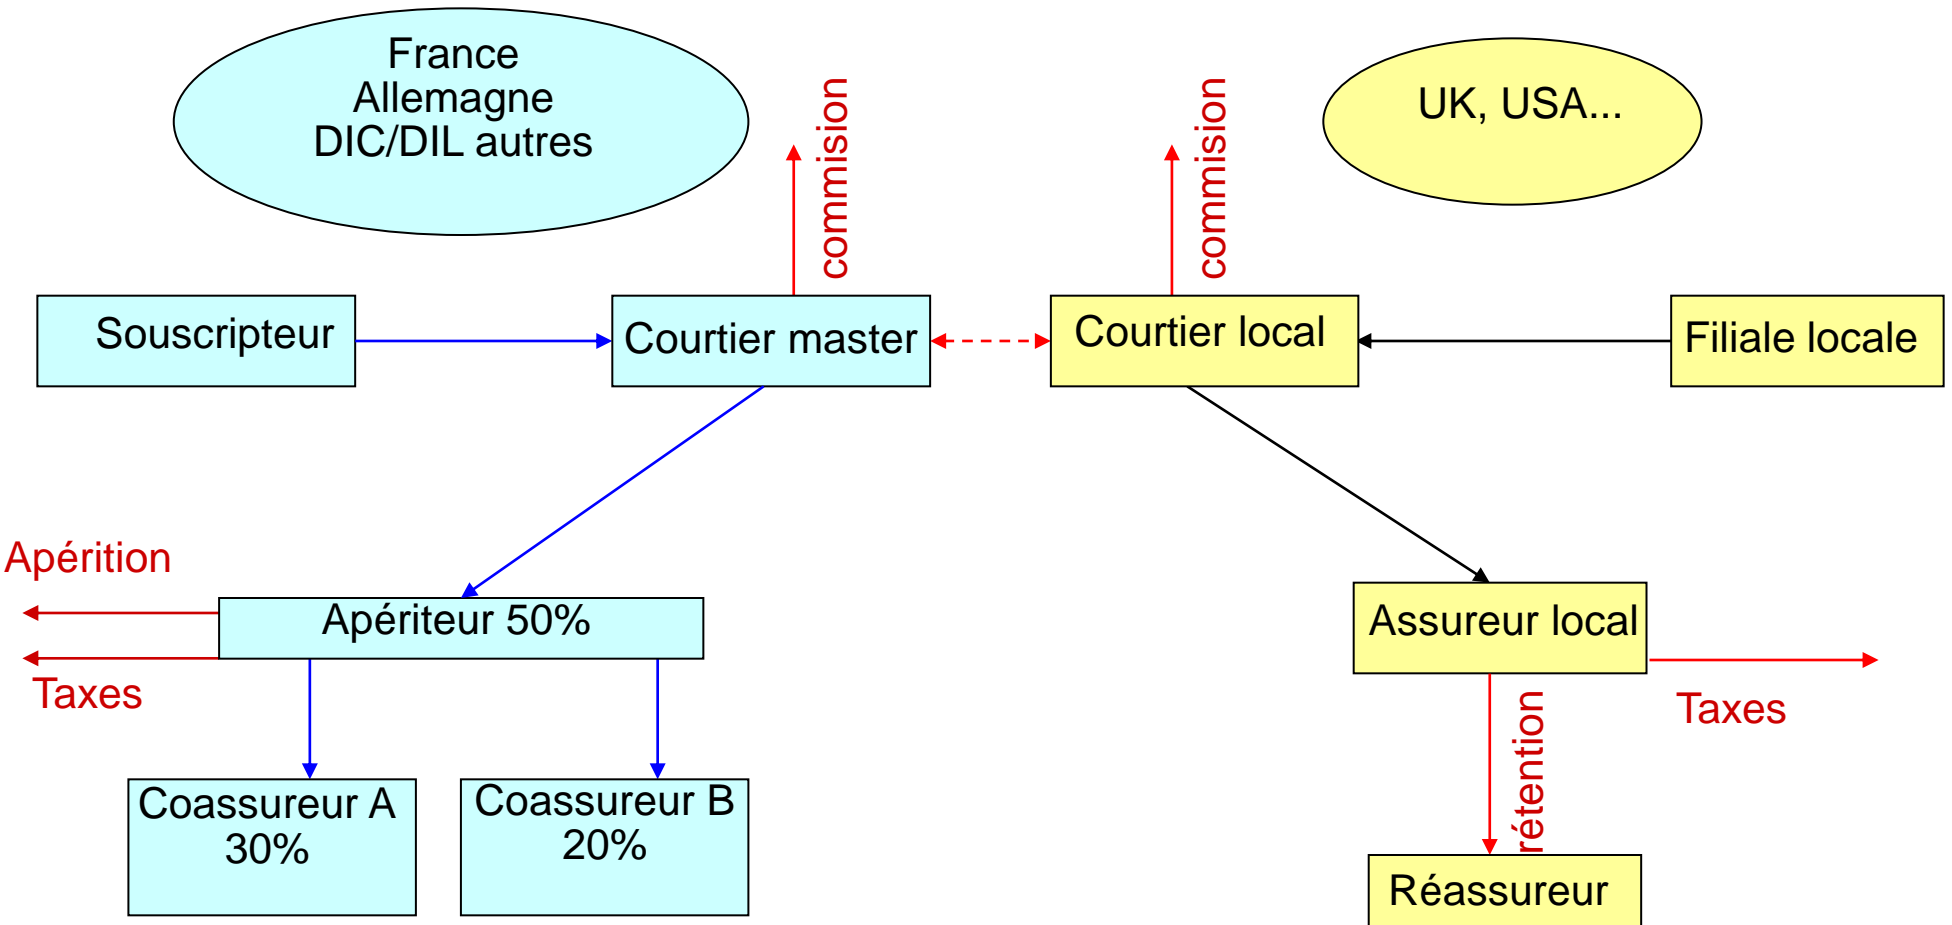 France
Allemagne
DIC/DIL autres
commision
commision
UK, USA...
Souscripteur
Courtier master
Courtier local
Filiale locale
Apérition
Apériteur 50%
Taxes
Assureur local
Taxes
rétention
Coassureur A
30%
Coassureur B
20%
Réassureur